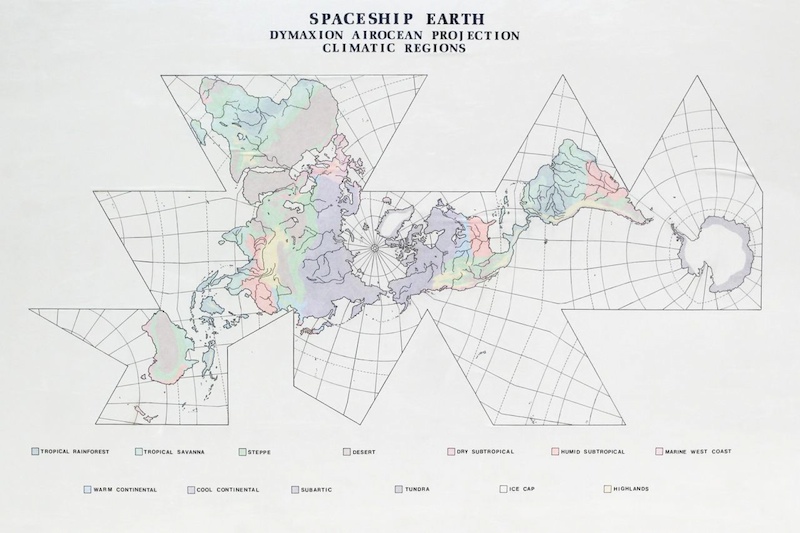 SPACESHIP EARTH
DYMAXION AIROCEAN PROJECTION
CLIMATIC REGIONS
TROPICAL RAINFOREST TROPICAL SAVANNA STEPPE DESERT DRY SUBTROPICAL HUMID SUBTROPICAL MARINE WEST COAST
WARM CONTINENTAL COOL CONTINENTAL SUBARTIC TUNDRA ICE CAP HIGHLANDS